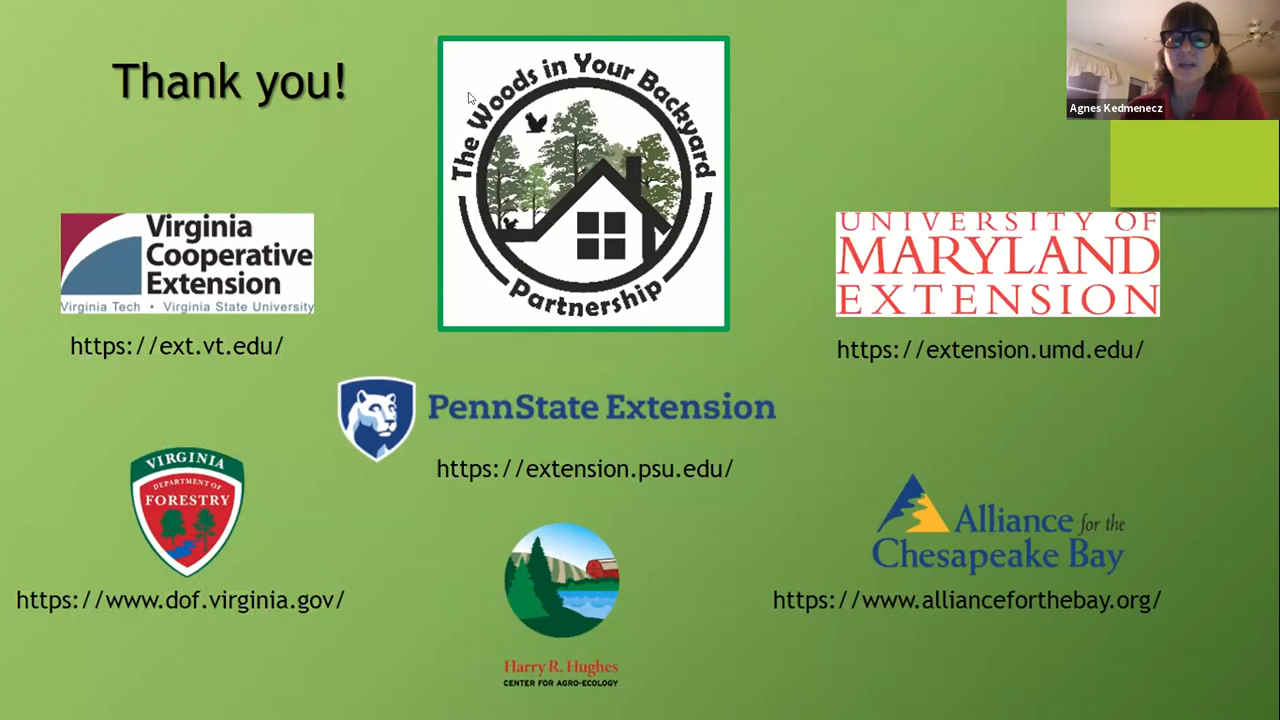 Thank you!
The Woods in Your Backyard
Partnership
Agnes Kedmenecz
Virginia
Cooperative
Extension
Virginia Tech • Virginia State University
https://ext.vt.edu/
UNIVERSITY OF
MARYLAND
EXTENSION
https://extension.umd.edu/
PennState Extension
https://extension.psu.edu/
VIRGINIA
DEPARTMENT OF
FORESTRY
https://www.dof.virginia.gov/
Harry R. Hughes
CENTER FOR AGRO-ECOLOGY
Alliance for the
Chesapeake Bay
https://www.allianceforthebay.org/